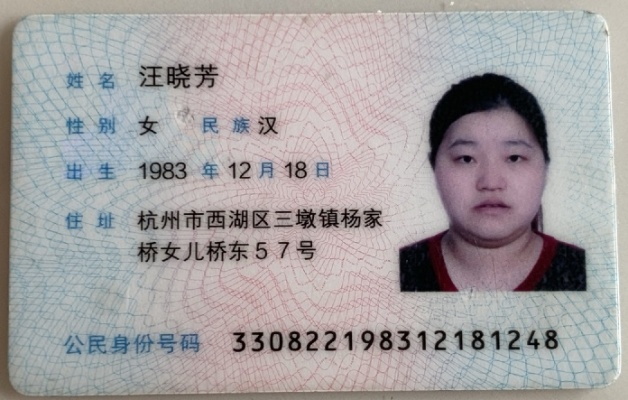 姓名 汪晓芳
性别 女 民族 汉
出生 1983 年 12 月 18 日
住址 杭州市西湖区三墩镇杨家
桥女儿桥东57号
公民身份号码 330822198312181248